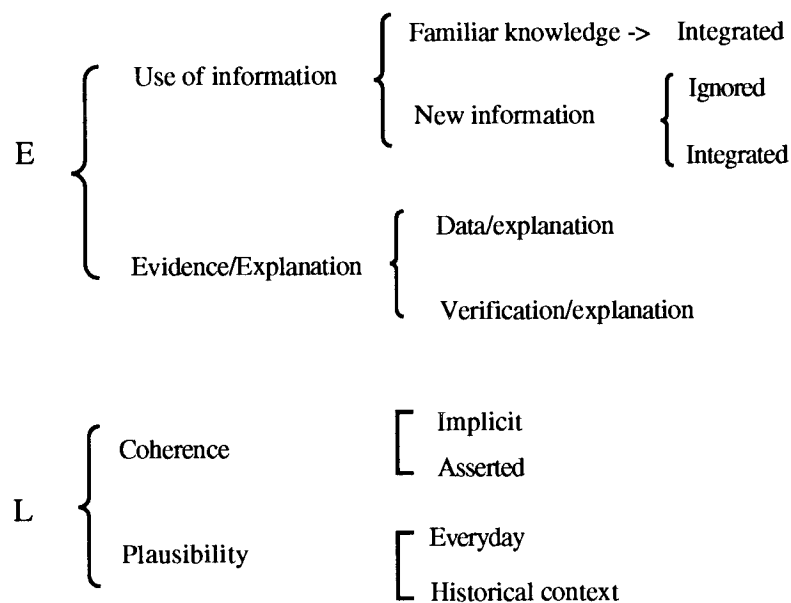 Familiar knowledge -> Integrated
Use of information
Ignored
New information
E
Integrated
Data/explanation
Evidence/Explanation
Verification/explanation
Implicit
Coherence
Asserted
L
Everyday
Plausibility
Historical context